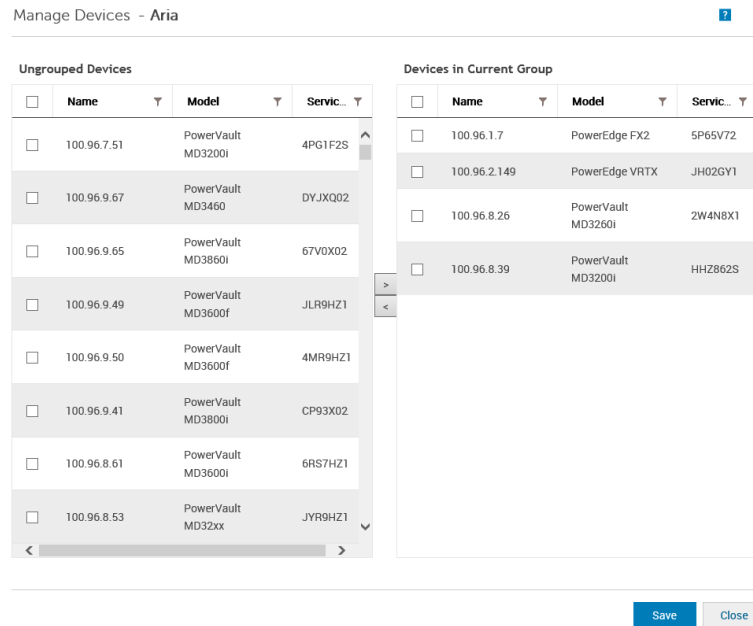 Manage Devices - Aria
?
Ungrouped Devices
Name Model Servic...
100.96.7.51 PowerVault MD3200i 4PG1F2S
100.96.9.67 PowerVault MD3460 DYJXQ02
100.96.9.65 PowerVault MD3860i 67V0X02
100.96.9.49 PowerVault MD3600f JLR9HZ1
100.96.9.50 PowerVault MD3600f 4MR9HZ1
100.96.9.41 PowerVault MD3800i CP93X02
100.96.8.61 PowerVault MD3600i 6RS7HZ1
100.96.8.53 PowerVault MD32xx JYR9HZ1
>
<
Devices in Current Group
Name Model Servic...
100.96.1.7 PowerEdge FX2 5P65V72
100.96.2.149 PowerEdge VRTX JH02GY1
100.96.8.26 PowerVault MD3260i 2W4N8X1
100.96.8.39 PowerVault MD3200i HHZ862S
Save Close